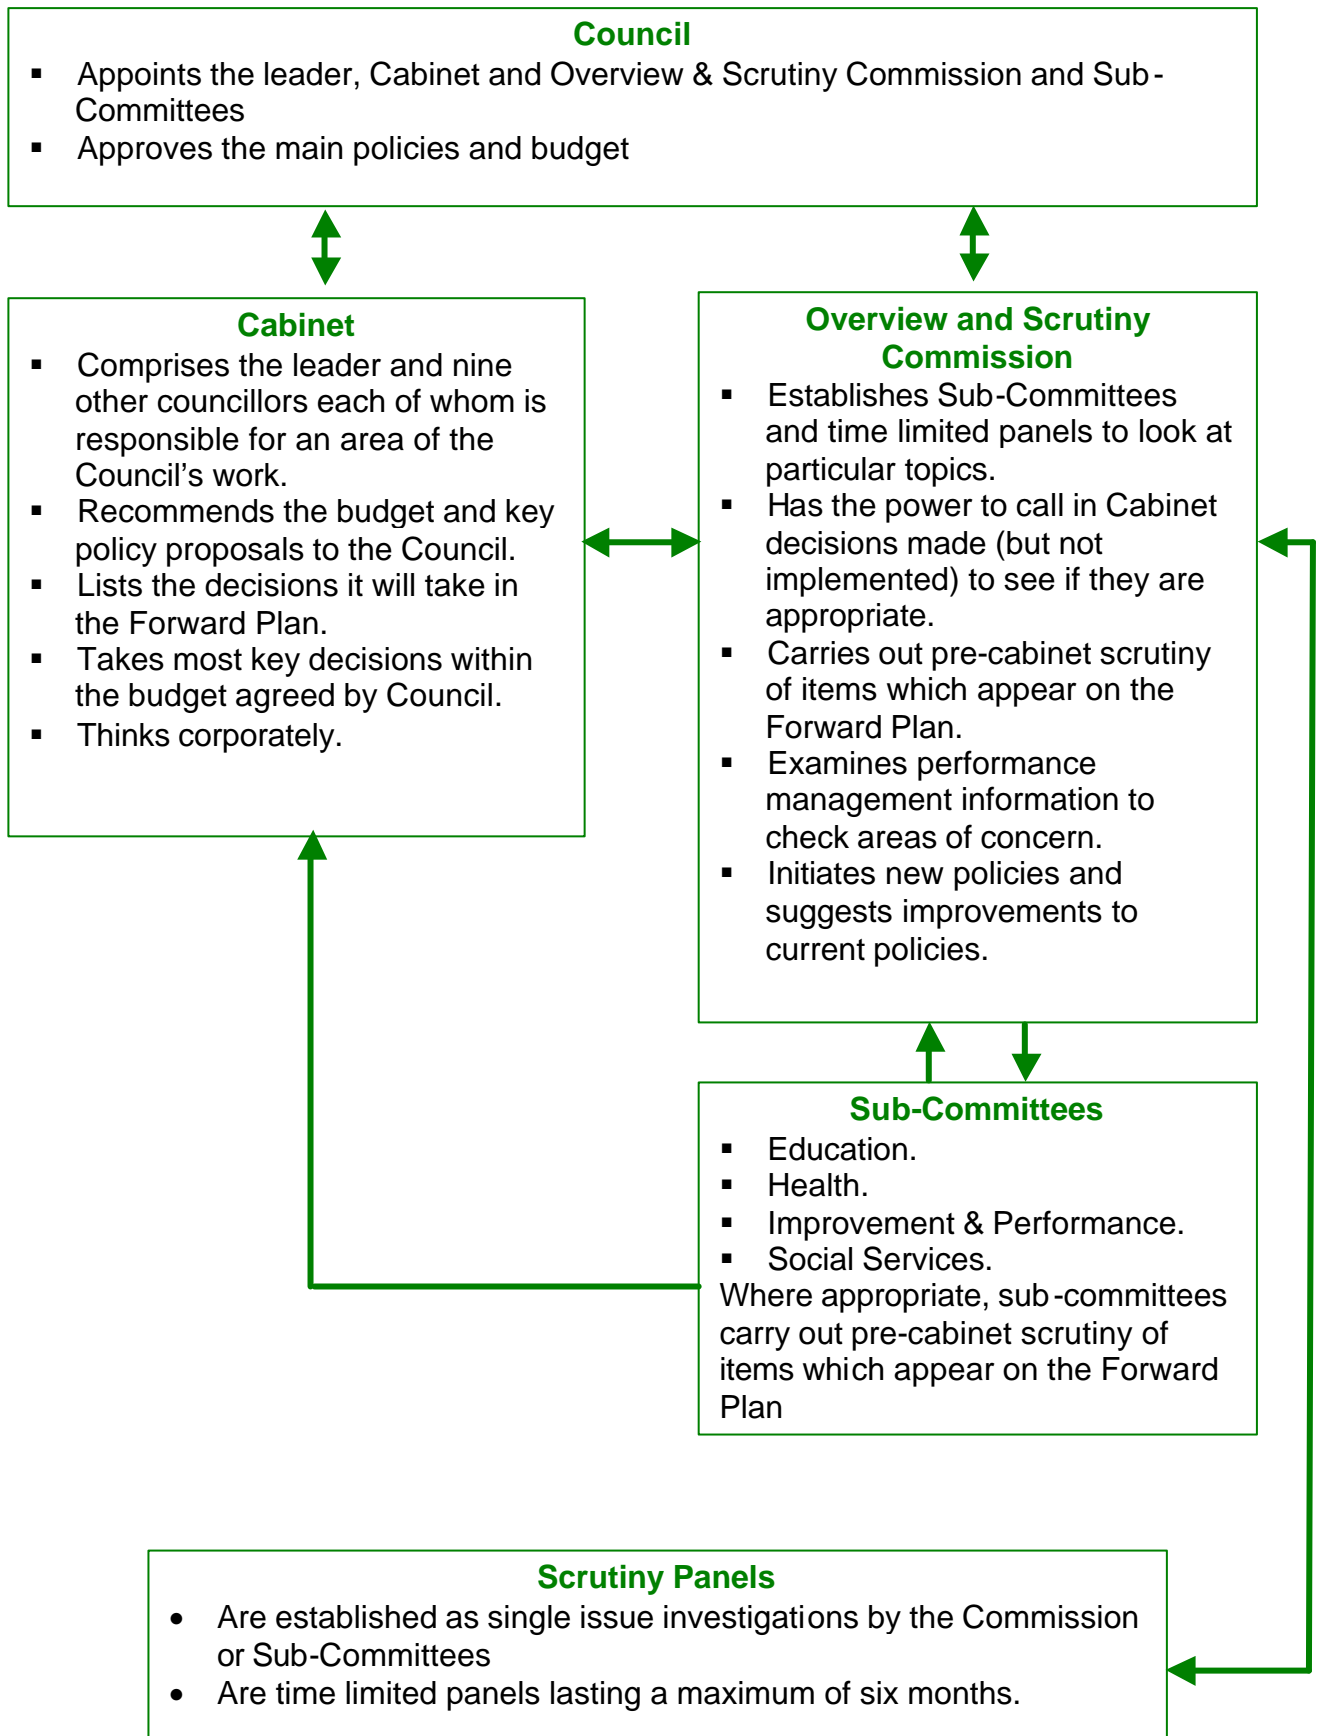 Council
▪ Appoints the leader, Cabinet and Overview & Scrutiny Commission and Sub-
Committees
▪ Approves the main policies and budget
Cabinet
▪ Comprises the leader and nine
other councillors each of whom is
responsible for an area of the
Council’s work.
▪ Recommends the budget and key
policy proposals to the Council.
▪ Lists the decisions it will take in
the Forward Plan.
▪ Takes most key decisions within
the budget agreed by Council.
▪ Thinks corporately.
Overview and Scrutiny
Commission
▪ Establishes Sub-Committees
and time limited panels to look at
particular topics.
▪ Has the power to call in Cabinet
decisions made (but not
implemented) to see if they are
appropriate.
▪ Carries out pre-cabinet scrutiny
of items which appear on the
Forward Plan.
▪ Examines performance
management information to
check areas of concern.
▪ Initiates new policies and
suggests improvements to
current policies.
Sub-Committees
▪ Education.
▪ Health.
▪ Improvement & Performance.
▪ Social Services.
Where appropriate, sub-committees
carry out pre-cabinet scrutiny of
items which appear on the Forward
Plan
Scrutiny Panels
• Are established as single issue investigations by the Commission
or Sub-Committees
• Are time limited panels lasting a maximum of six months.